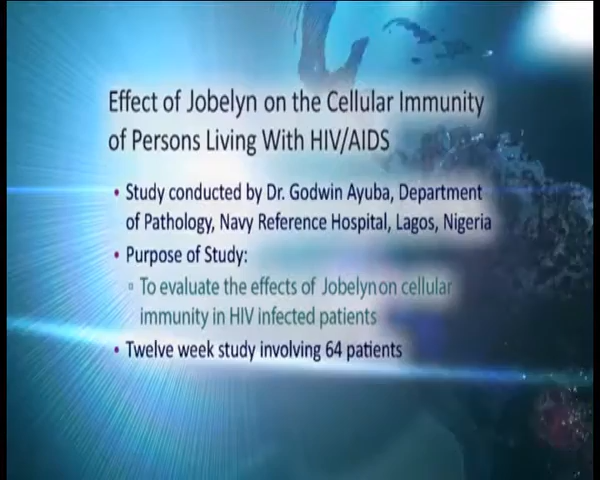 Effect of Jobelyn on the Cellular Immunity
of Persons Living With HIV/AIDS
• Study conducted by Dr. Godwin Ayuba, Department
of Pathology, Navy Reference Hospital, Lagos, Nigeria
• Purpose of Study:
▫ To evaluate the effects of Jobelyn on cellular
immunity in HIV infected patients
• Twelve week study involving 64 patients